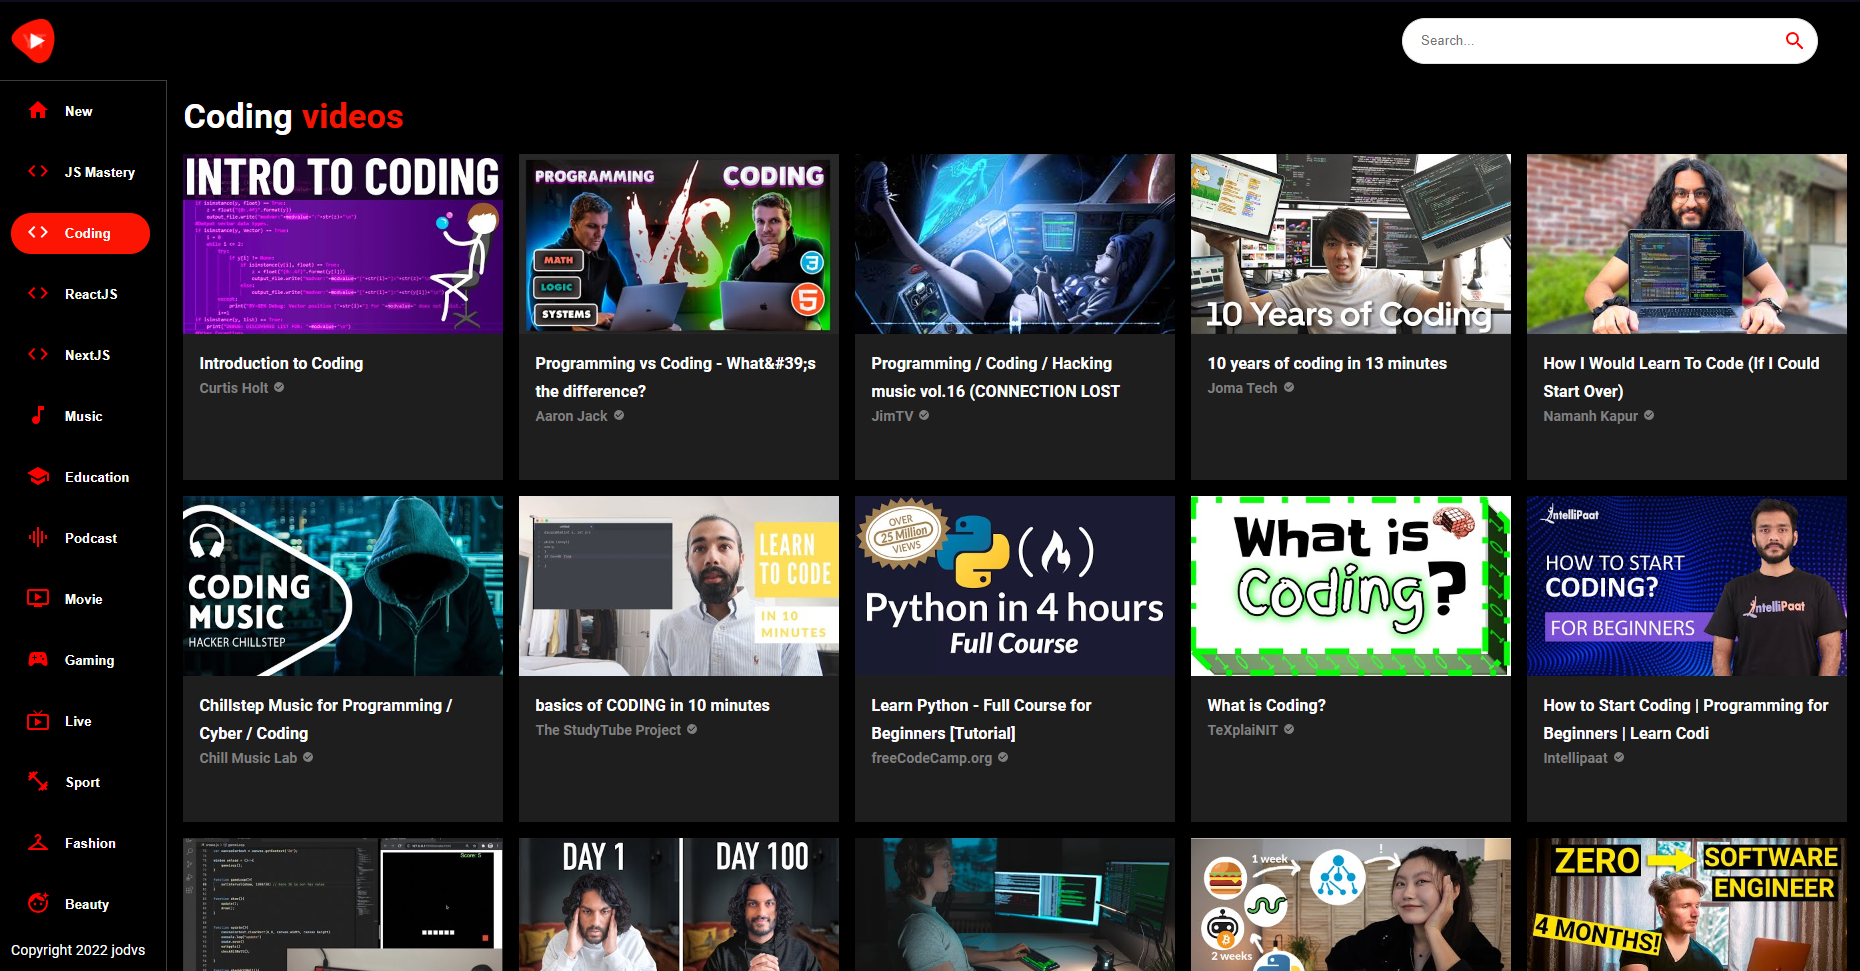 Search...
New
JS Mastery
Coding
ReactJS
NextJS
Music
Education
Podcast
Movie
Gaming
Live
Sport
Fashion
Beauty
Copyright 2022 jodvs
Coding videos
INTRO TO CODING
Introduction to Coding
Curtis Holt
PROGRAMMING
CODING
VS
MATH
LOGIC
SYSTEMS
Programming vs Coding - What&#39;s
the difference?
Aaron Jack
Programming / Coding / Hacking
music vol.16 (CONNECTION LOST
JimTV
10 Years of Coding
10 years of coding in 13 minutes
Joma Tech
How I Would Learn To Code (If I Could
Start Over)
Namanh Kapur
CODING
MUSIC
HACKER CHILLSTEP
Chillstep Music for Programming /
Cyber / Coding
Chill Music Lab
LEARN
TO CODE
IN 10
MINUTES
basics of CODING in 10 minutes
The StudyTube Project
OVER
25 Million
VIEWS
Python in 4 hours
Full Course
Learn Python - Full Course for
Beginners [Tutorial]
freeCodeCamp.org
What is
Coding?
What is Coding?
TeXplaiNIT
IntelliPaat
HOW TO START
CODING?
FOR BEGINNERS
IntelliPaat
How to Start Coding | Programming for
Beginners | Learn Codi
Intellipaat
Score: 5
DAY 1
DAY 100
1 week
!
2 weeks
ZERO
SOFTWARE
ENGINEER
4 MONTHS!